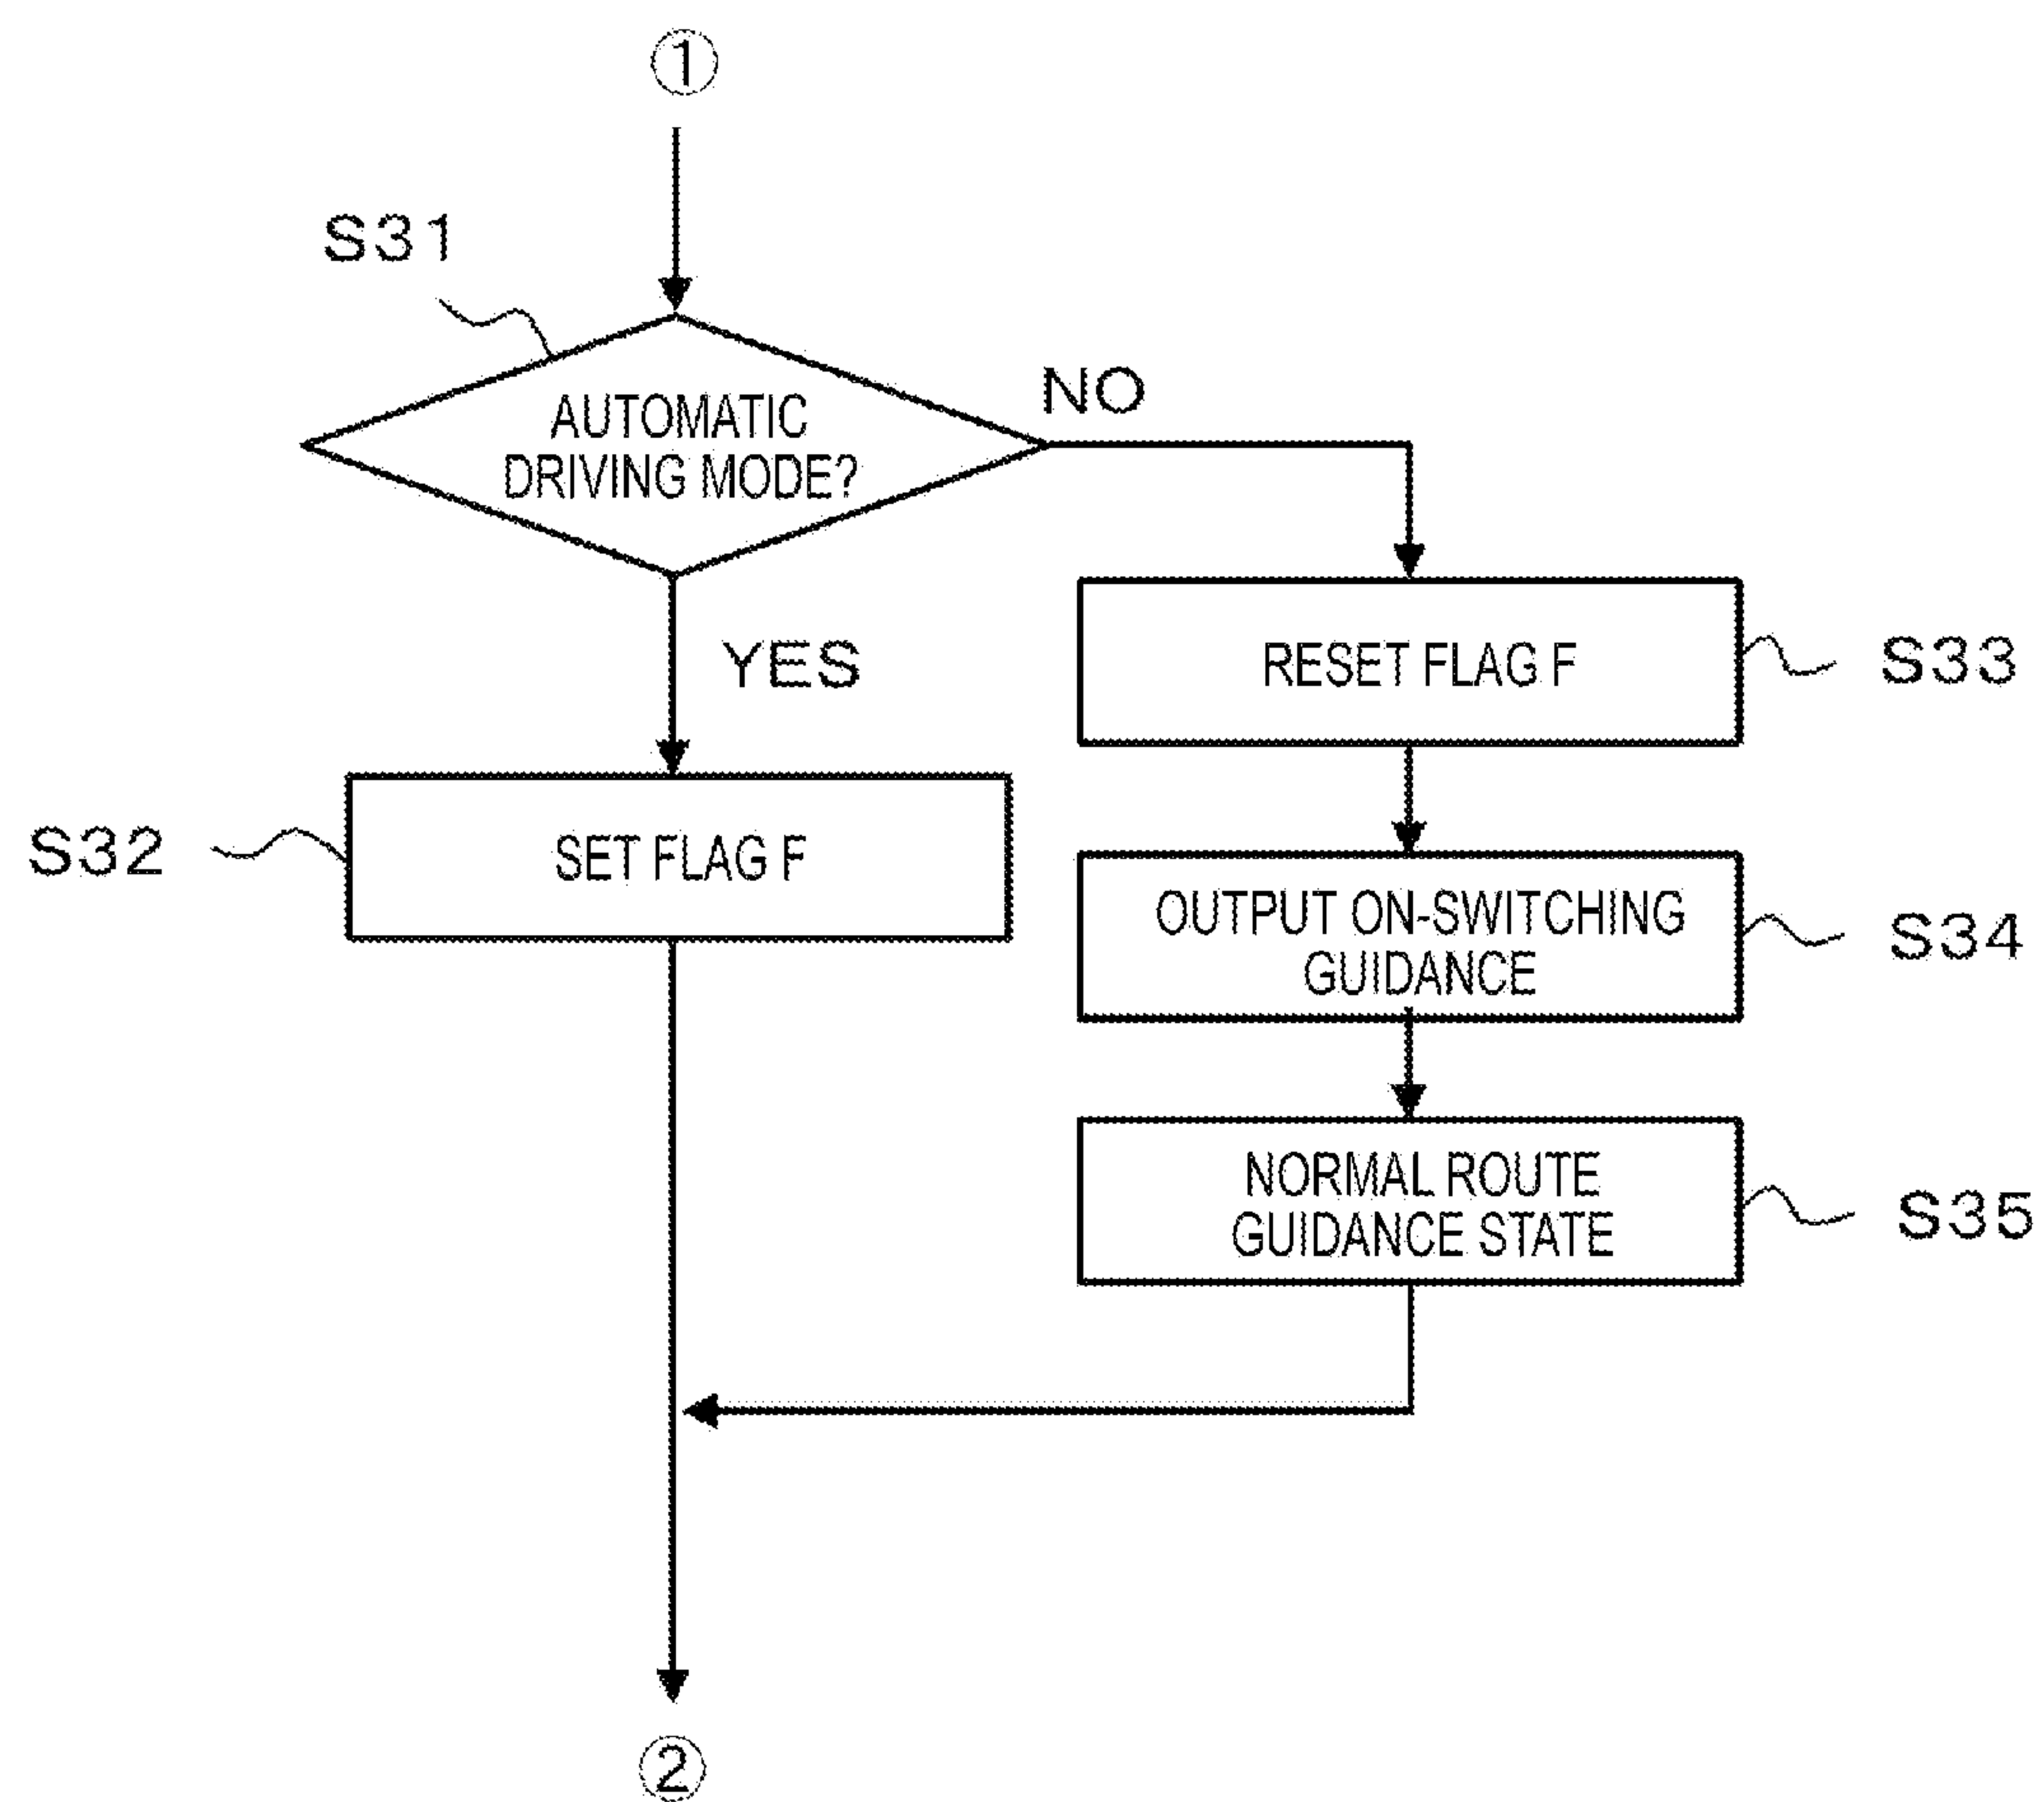 ①
S31
AUTOMATIC
DRIVING MODE?
NO
YES
RESET FLAG F
S33
S32
SET FLAG F
OUTPUT ON-SWITCHING
GUIDANCE
S34
NORMAL ROUTE
GUIDANCE STATE
S35
②